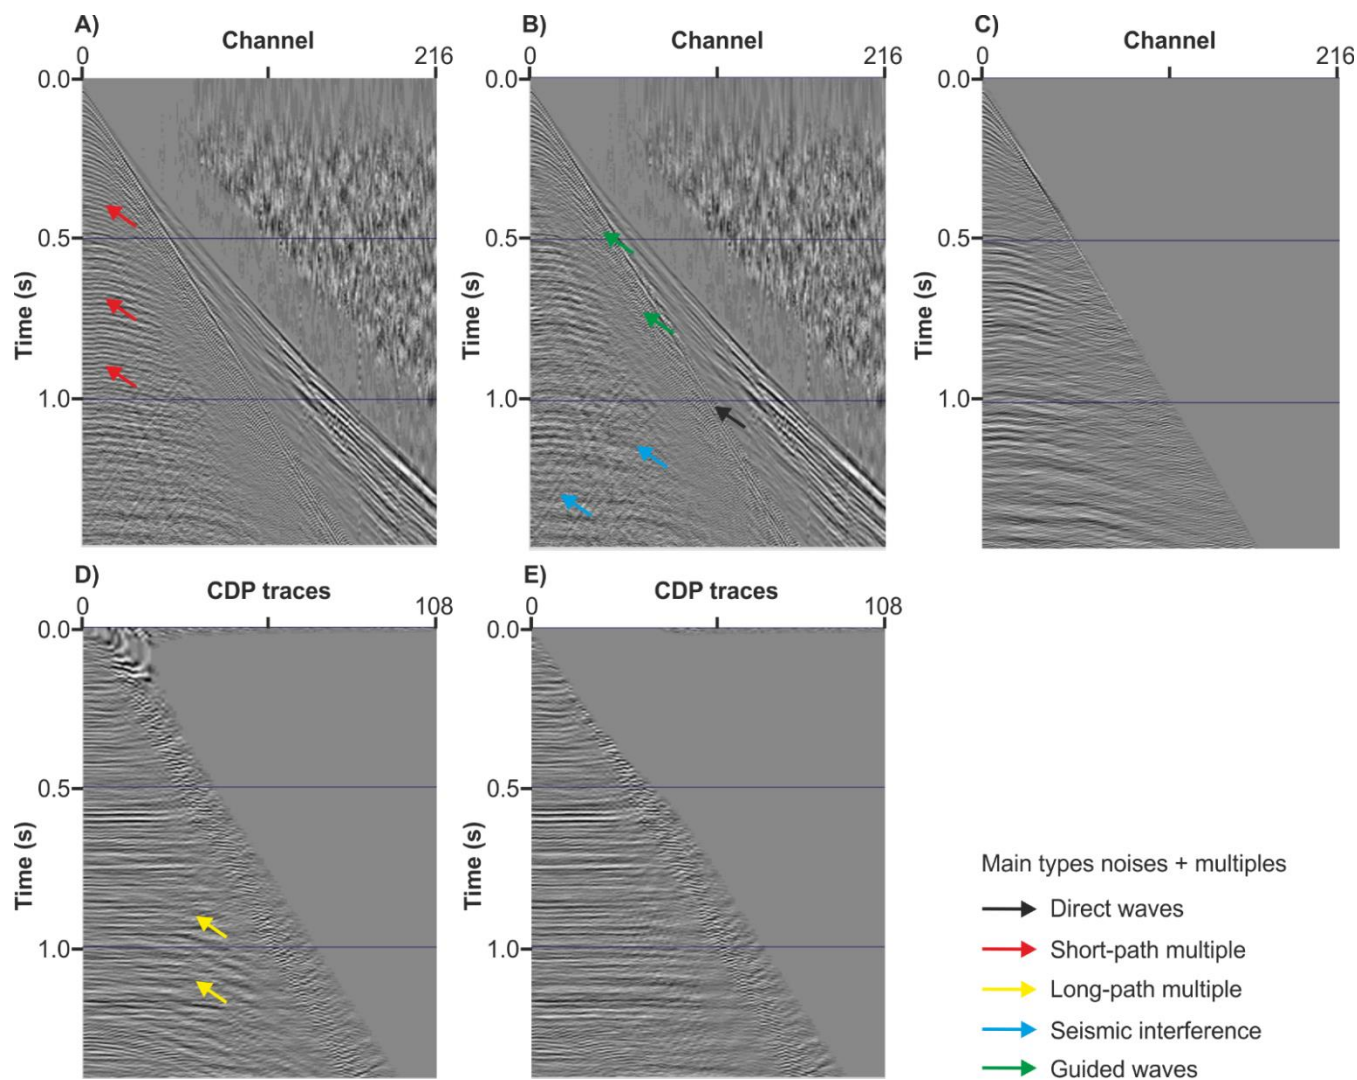 A)
Channel
0
216
0.0
0.5
1.0
Time (s)
B)
Channel
0
216
0.0
0.5
1.0
Time (s)
C)
Channel
0
216
0.0
0.5
1.0
Time (s)
D)
CDP traces
0
108
0.0
0.5
1.0
Time (s)
E)
CDP traces
0
108
0.0
0.5
1.0
Time (s)
Main types noises + multiples
Direct waves
Short-path multiple
Long-path multiple
Seismic interference
Guided waves